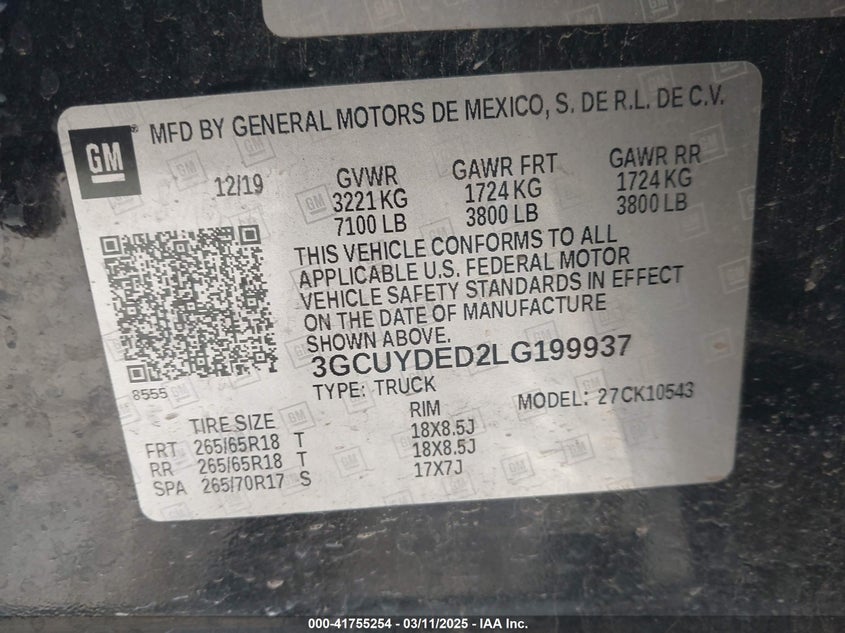 GM
MFD BY GENERAL MOTORS DE MEXICO, S. DE R.L. DE C.V.
12/19
GVWR GAWR FRT GAWR RR
3221 KG 1724 KG 1724 KG
7100 LB 3800 LB 3800 LB
THIS VEHICLE CONFORMS TO ALL
APPLICABLE U.S. FEDERAL MOTOR
VEHICLE SAFETY STANDARDS IN EFFECT
ON THE DATE OF MANUFACTURE
SHOWN ABOVE.
3GCUYDED2LG199937
8555
TYPE: TRUCK MODEL: 27CK10543
TIRE SIZE RIM
FRT 265/65R18 T 18X8.5J
RR 265/65R18 T 18X8.5J
SPA 265/70R17 S 17X7J
000-41755254 - 03/11/2025 - IAA Inc.